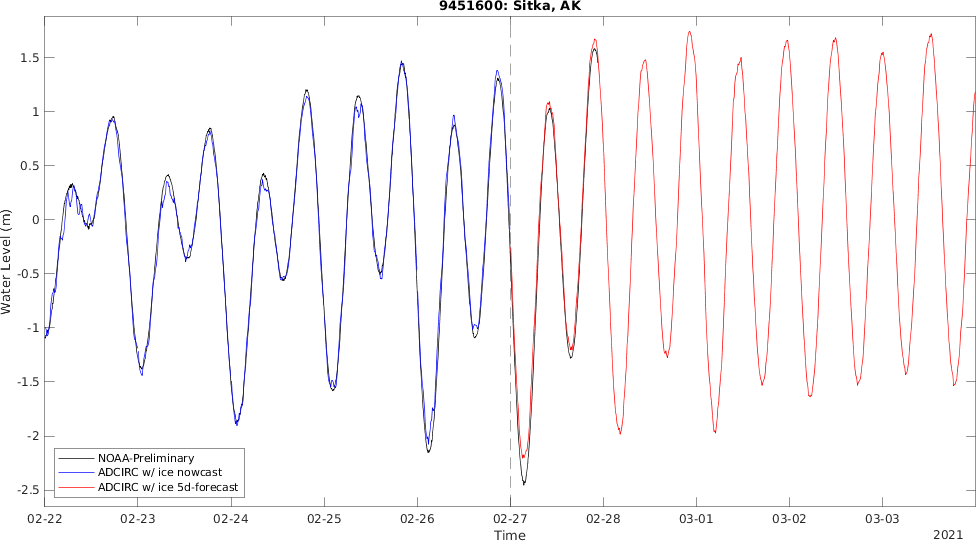 9451600: Sitka, AK
1.5
1
0.5
0
-0.5
-1
-1.5
-2
-2.5
Water Level (m)
NOAA-Preliminary
ADCIRC w/ ice nowcast
ADCIRC w/ ice 5d-forecast
02-22 02-23 02-24 02-25 02-26 02-27 02-28 03-01 03-02 03-03
Time
2021